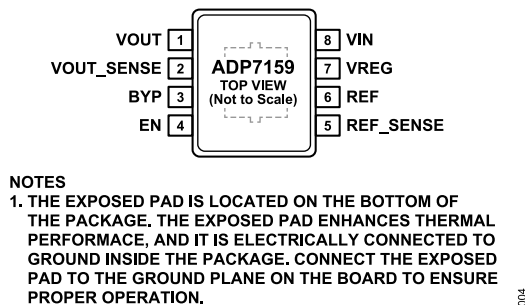 VOUT 1
VOUT_SENSE 2
BYP 3
EN 4
ADP7159
TOP VIEW
(Not to Scale)
8 VIN
7 VREG
6 REF
5 REF_SENSE
NOTES
1. THE EXPOSED PAD IS LOCATED ON THE BOTTOM OF
THE PACKAGE. THE EXPOSED PAD ENHANCES THERMAL
PERFORMACE, AND IT IS ELECTRICALLY CONNECTED TO
GROUND INSIDE THE PACKAGE. CONNECT THE EXPOSED
PAD TO THE GROUND PLANE ON THE BOARD TO ENSURE
PROPER OPERATION.
004